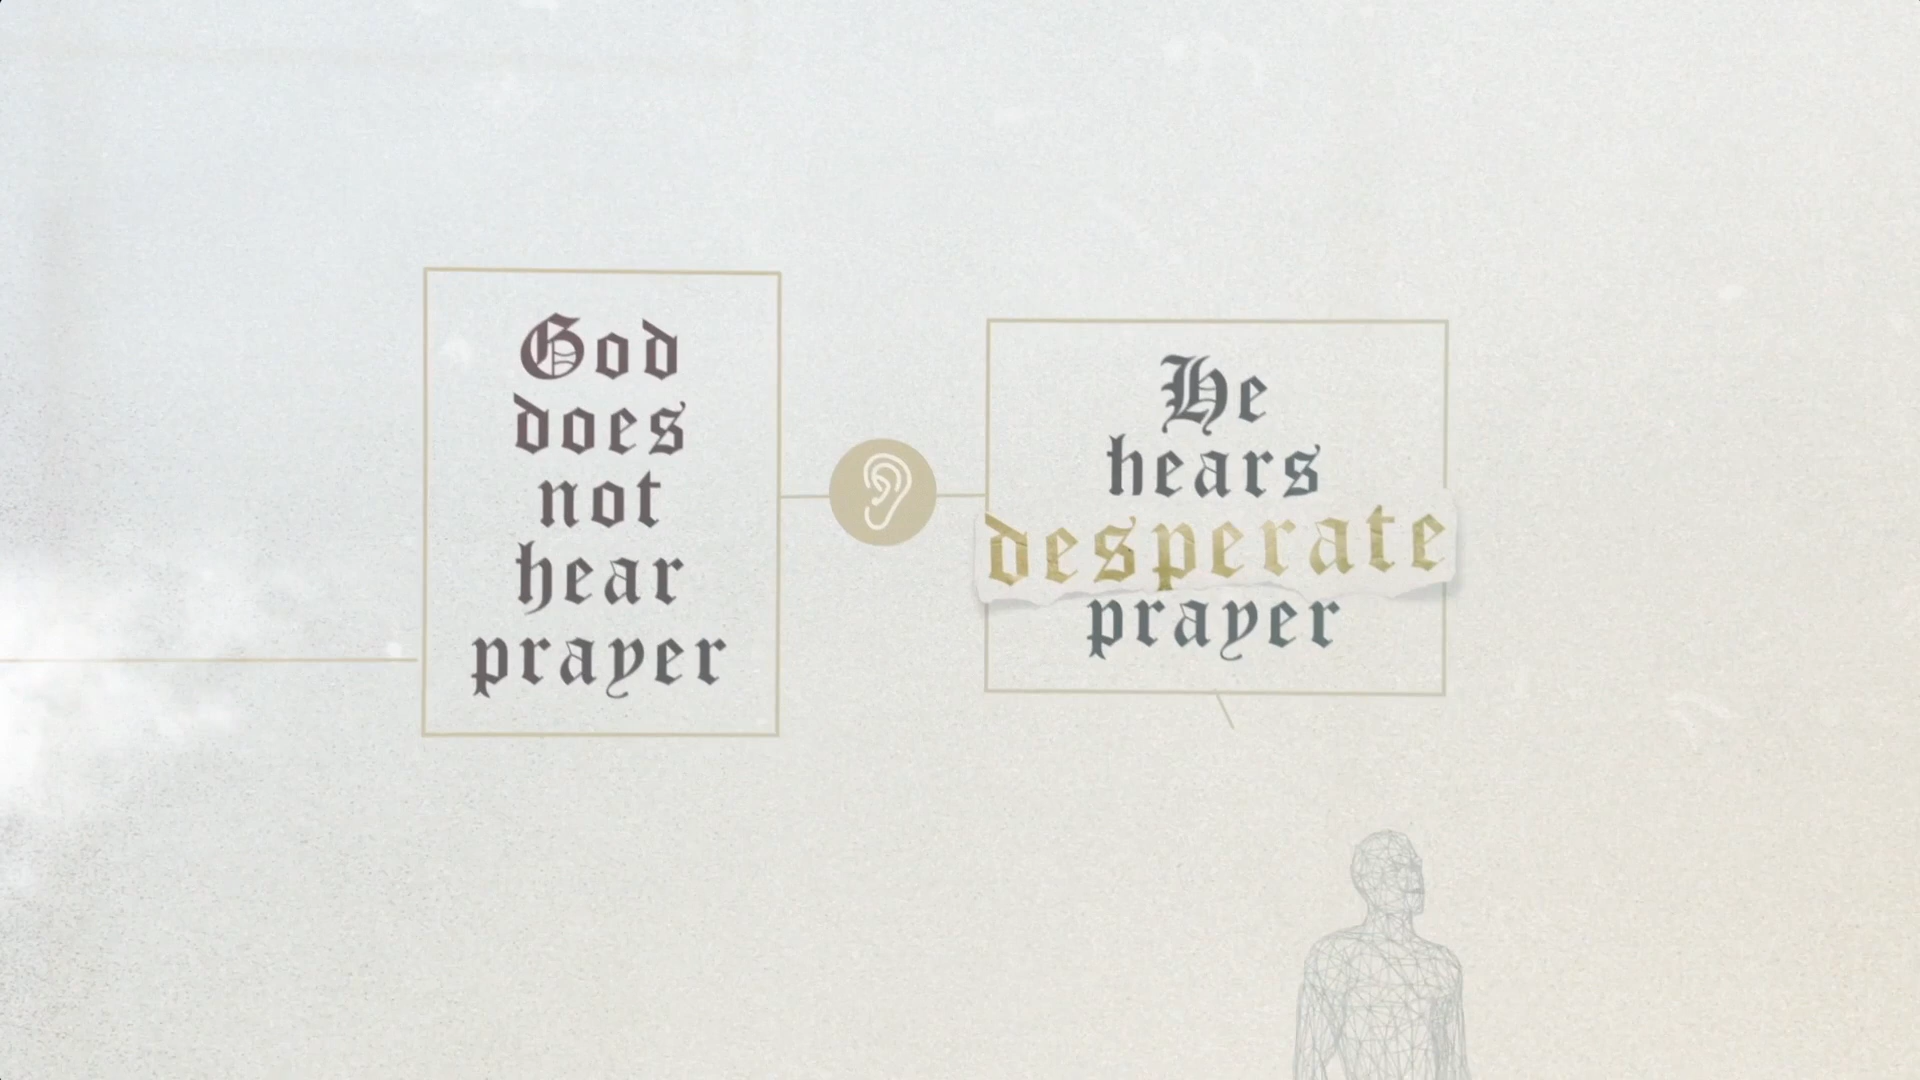 God
does
not
hear
prayer
He
hears
desperate
prayer